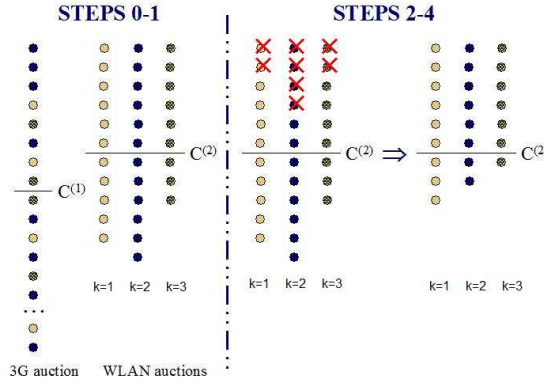 STEPS 0-1
STEPS 2-4
C(2)
C(1)
C(2)
⇒
C(2
k=1 k=2 k=3
k=1 k=2 k=3
k=1 k=2 k=3
...
3G auction
WLAN auctions